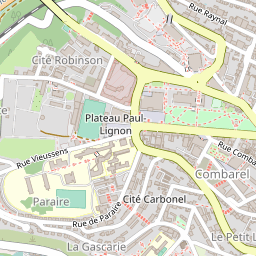 Rue Raynal
Cité Robinson
Plateau Paul
Lignon
Rue Vieussens
Rue Comba
Combarel
Paraire
Cité Carbonel
Rue de Paraire
Le Petit L
La Gascarie